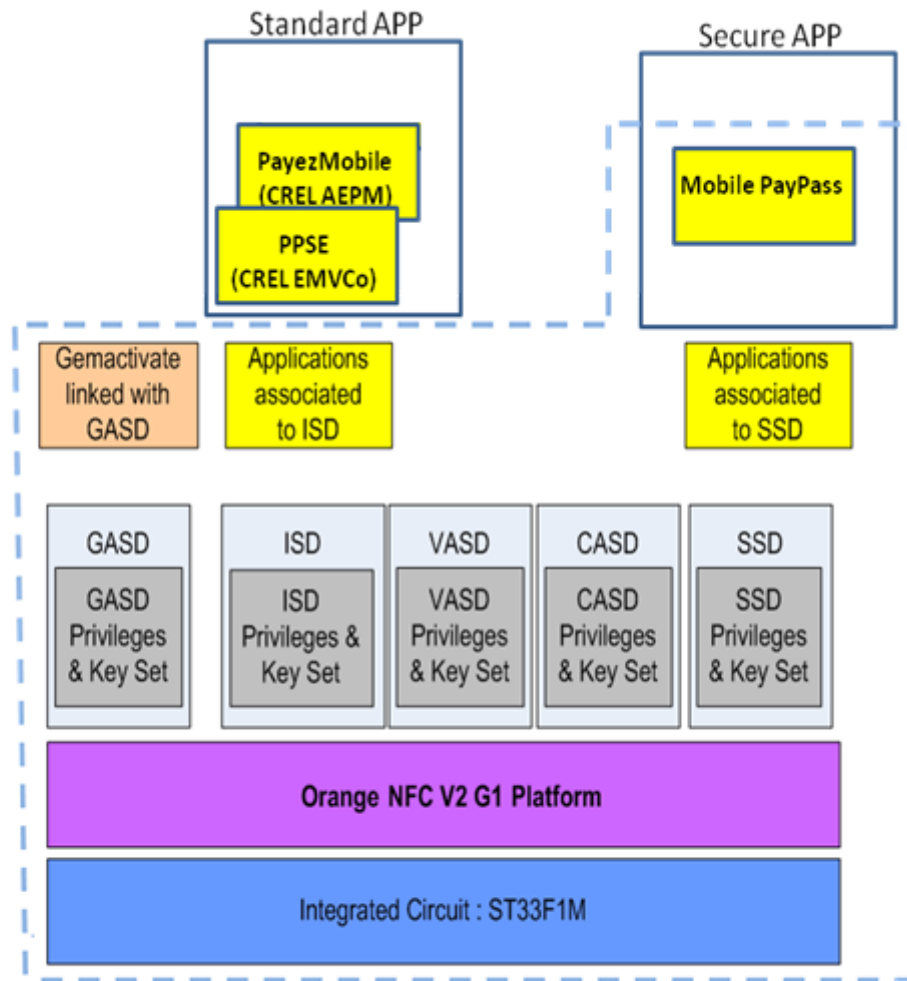 Standard APP
Secure APP
PayezMobile
(CREL AEPM)
PPSE
(CREL EMVCo)
Mobile PayPass
Gemactivate
linked with
GASD
Applications
associated
to ISD
Applications
associated
to SSD
GASD
GASD
Privileges
& Key Set
ISD
ISD
Privileges &
Key Set
VASD
VASD
Privileges
& Key Set
CASD
CASD
Privileges
& Key Set
SSD
SSD
Privileges
& Key Set
Orange NFC V2 G1 Platform
Integrated Circuit : ST33F1M